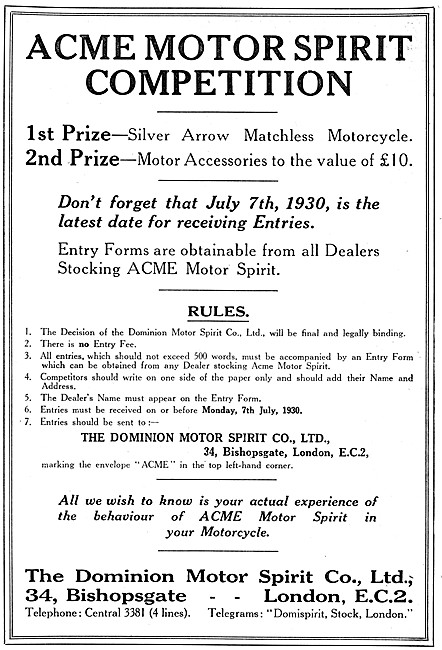 ACME MOTOR SPIRIT
COMPETITION
1st Prize—Silver Arrow Matchless Motorcycle.
2nd Prize—Motor Accessories to the value of £10.
Don't forget that July 7th, 1930, is the
latest date for receiving Entries.
Entry Forms are obtainable from all Dealers
Stocking ACME Motor Spirit.
RULES.
1. The Decision of the Dominion Motor Spirit Co., Ltd., will be final and legally binding.
2. There is no Entry Fee.
3. All entries, which should not exceed 500 words, must be accompanied by an Entry Form
which can be obtained from any Dealer stocking Acme Motor Spirit.
4. Competitors should write on one side of the paper only and should add their Name and
Address.
5. The Dealer's Name must appear on the Entry Form.
6. Entries must be received on or before Monday, 7th July, 1930.
7. Entries should be sent to :—
THE DOMINION MOTOR SPIRIT CO., LTD.,
34, Bishopsgate, London, E.C.2,
marking the envelope "ACME" in the top left-hand corner.
All we wish to know is your actual experience of
the behaviour of ACME Motor Spirit in
your Motorcycle.
The Dominion Motor Spirit Co., Ltd.,
34, Bishopsgate - - London, E.C.2.
Telephone: Central 3381 (4 lines). Telegrams: "Domispirit, Stock, London."